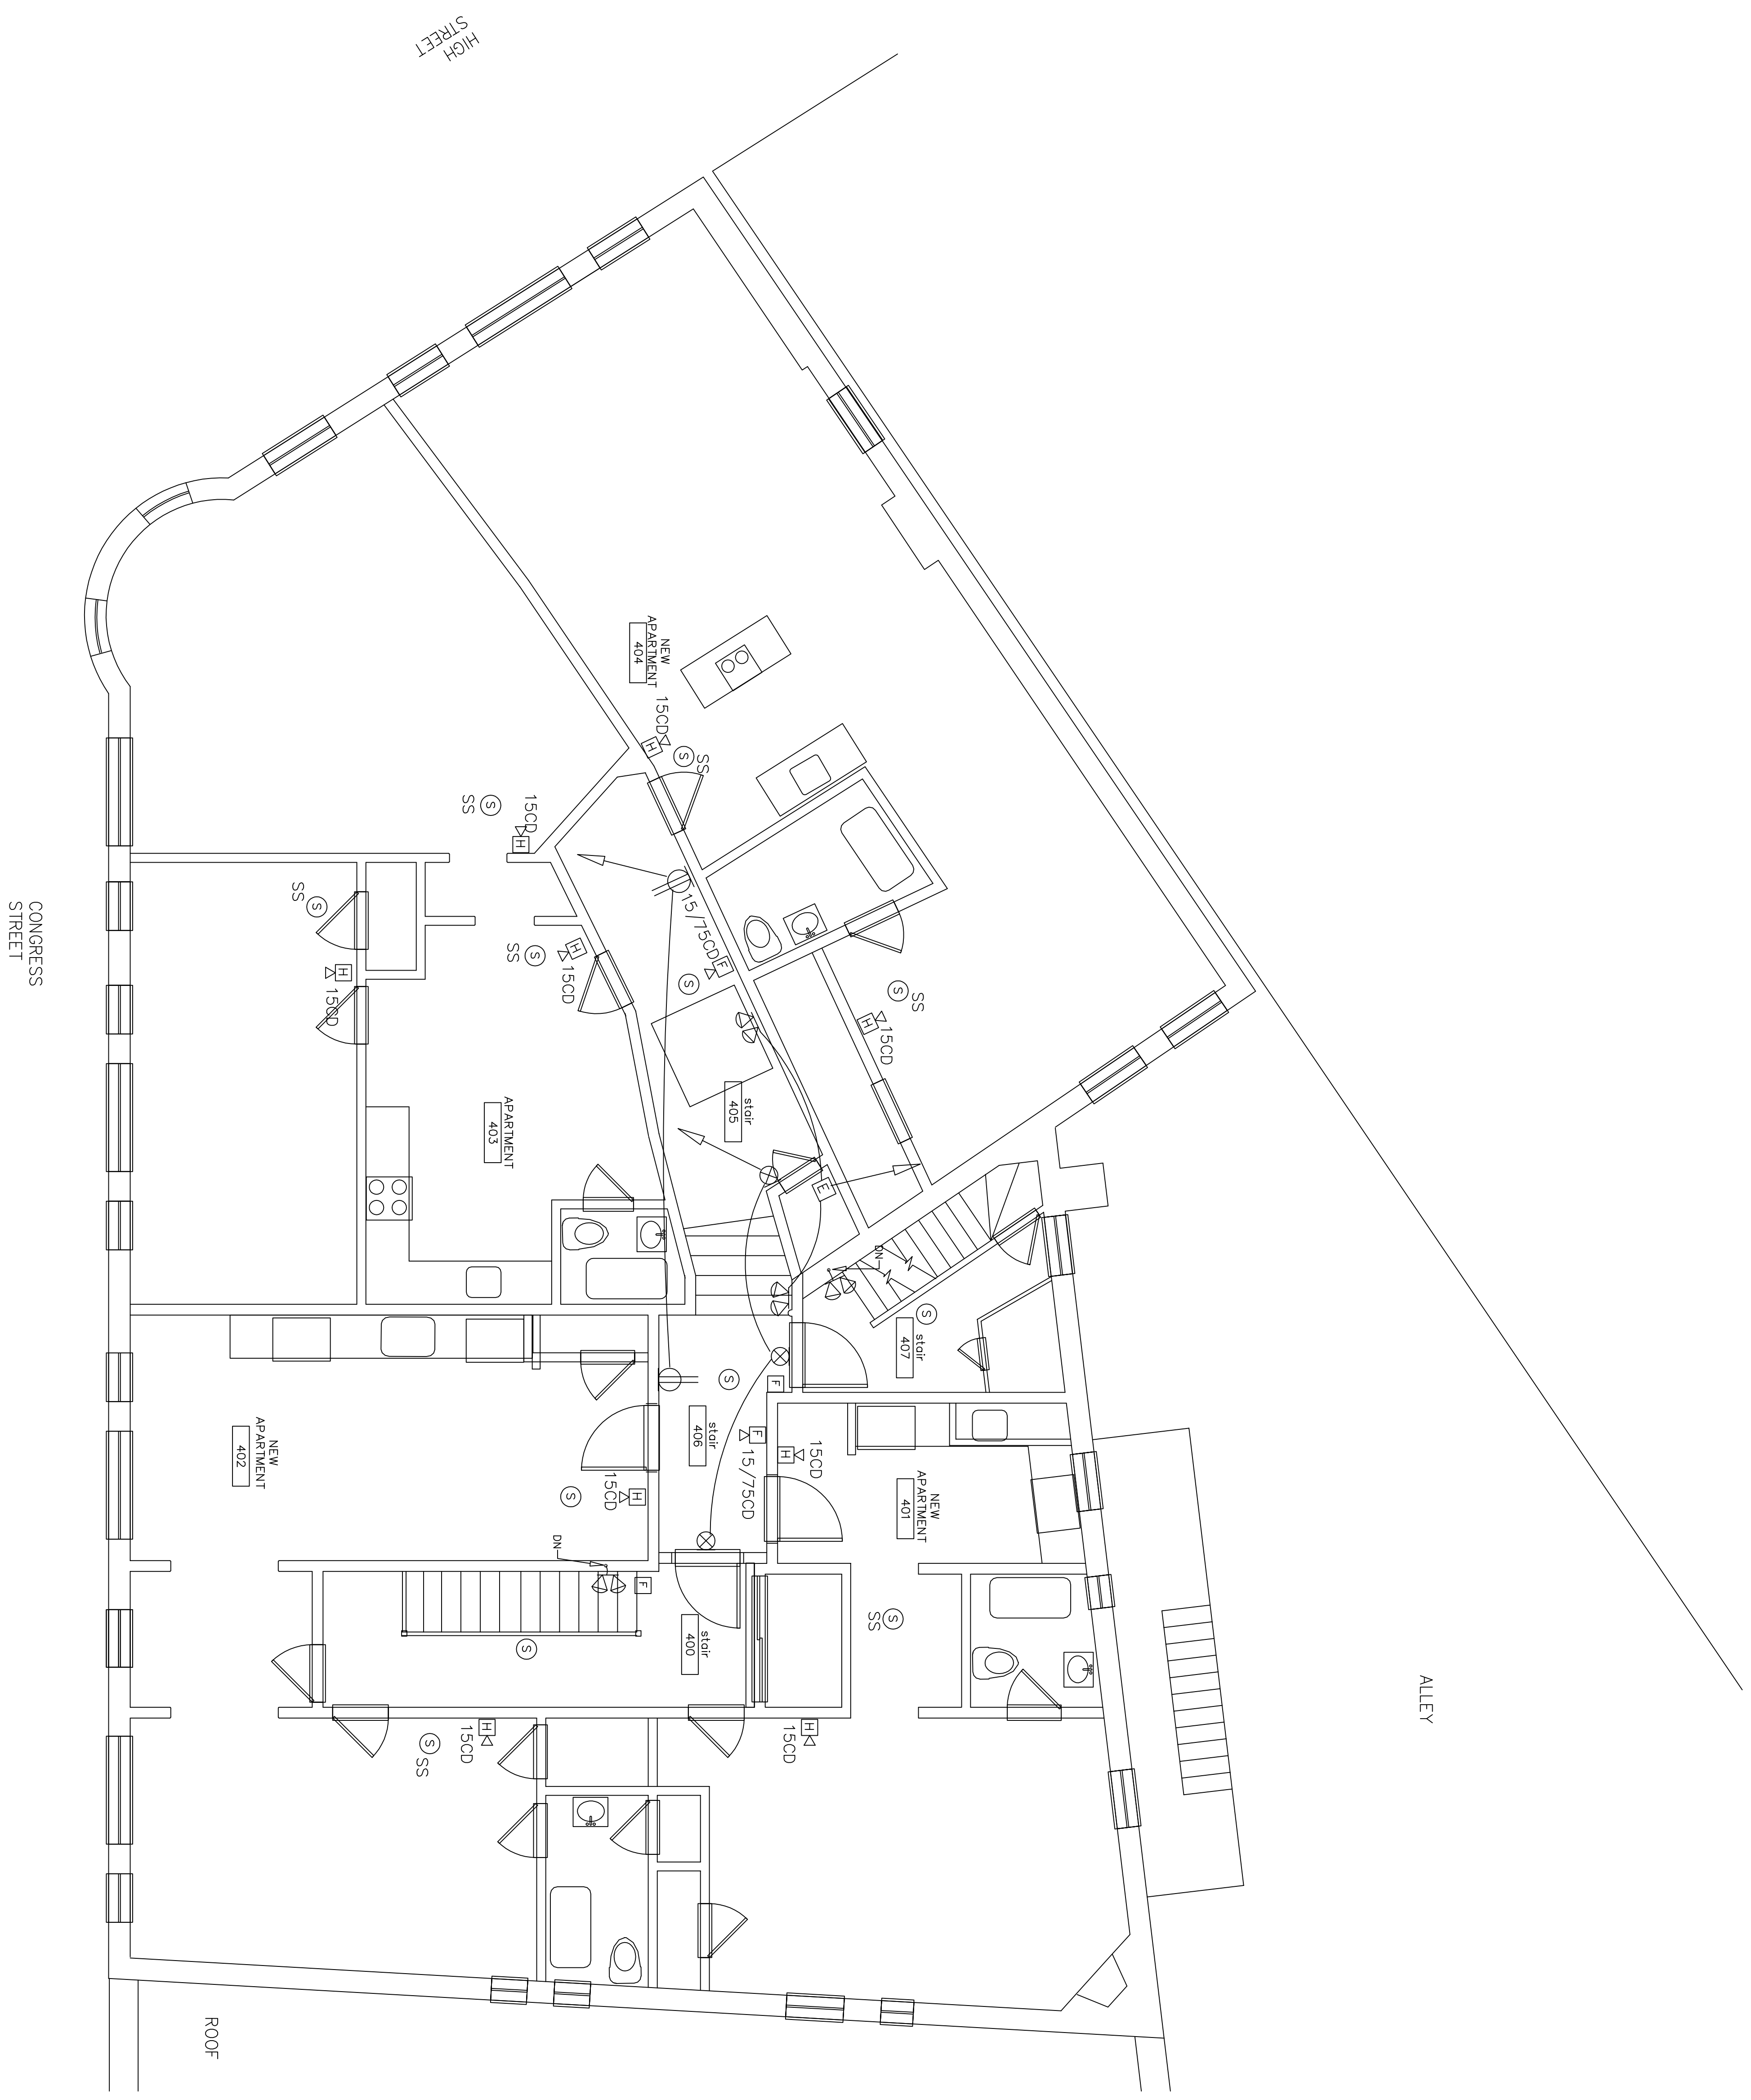 HIGH
STREET
NEW
APARTMENT
404
15CD
H
S
SS
15CD
H
S
SS
15/75CD
F
S
S
SS
H
15CD
S
SS
H
15CD
S
SS
H
15CD
stair
405
E
APARTMENT
403
DN
S
stair
407
CONGRESS
STREET
NEW
APARTMENT
402
S
F
stair
406
F
15/75CD
15CD
H
NEW
APARTMENT
401
15CD
H
S
DN
F
S
stair
400
S
SS
H
15CD
S
SS
H
15CD
ALLEY
ROOF